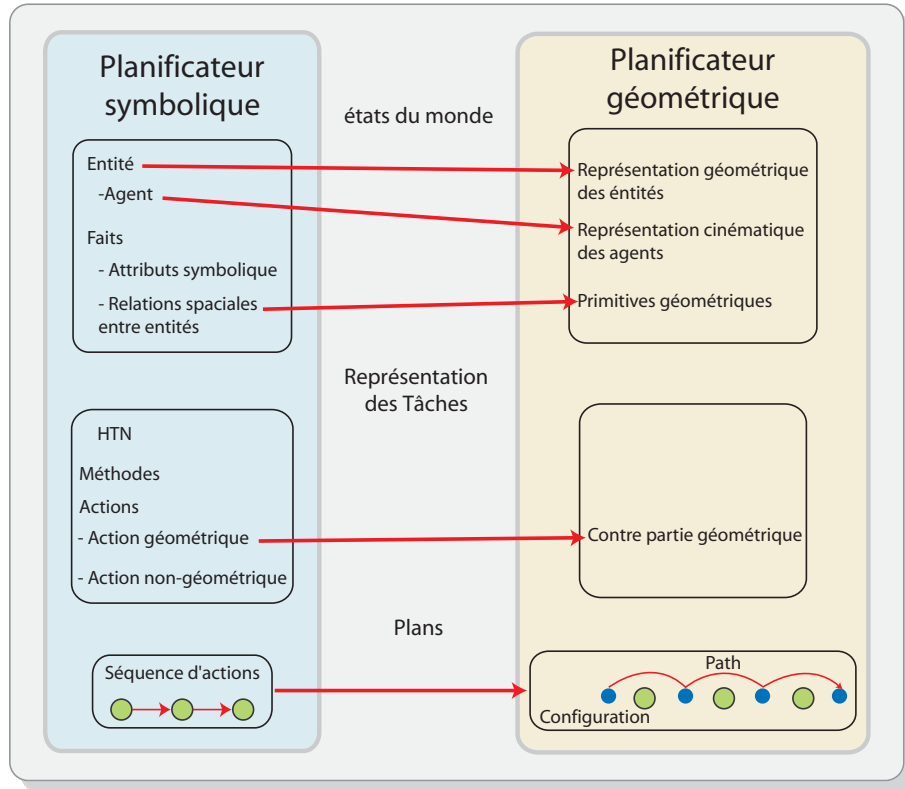 Planificateur
symbolique
Planificateur
géométrique
états du monde
Entité
-Agent
Faits
- Attributs symbolique
- Relations spaciales
entre entités
Représentation géométrique
des éntités
Représentation cinématique
des agents
Primitives géométriques
Représentation
des Tâches
HTN
Méthodes
Actions
- Action géométrique
- Action non-géométrique
Contre partie géométrique
Plans
Séquence d'actions
Path
Configuration